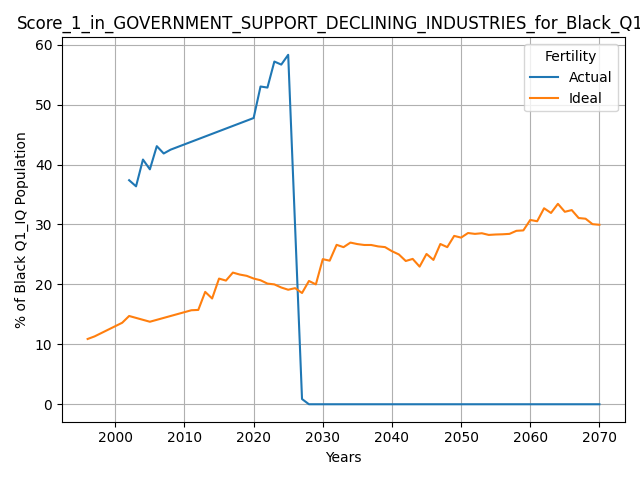 Score_1_in_GOVERNMENT_SUPPORT_DECLINING_INDUSTRIES_for_Black_Q1
Fertility
Actual
Ideal
% of Black Q1_IQ Population
60
50
40
30
20
10
0
2000 2010 2020 2030 2040 2050 2060 2070
Years